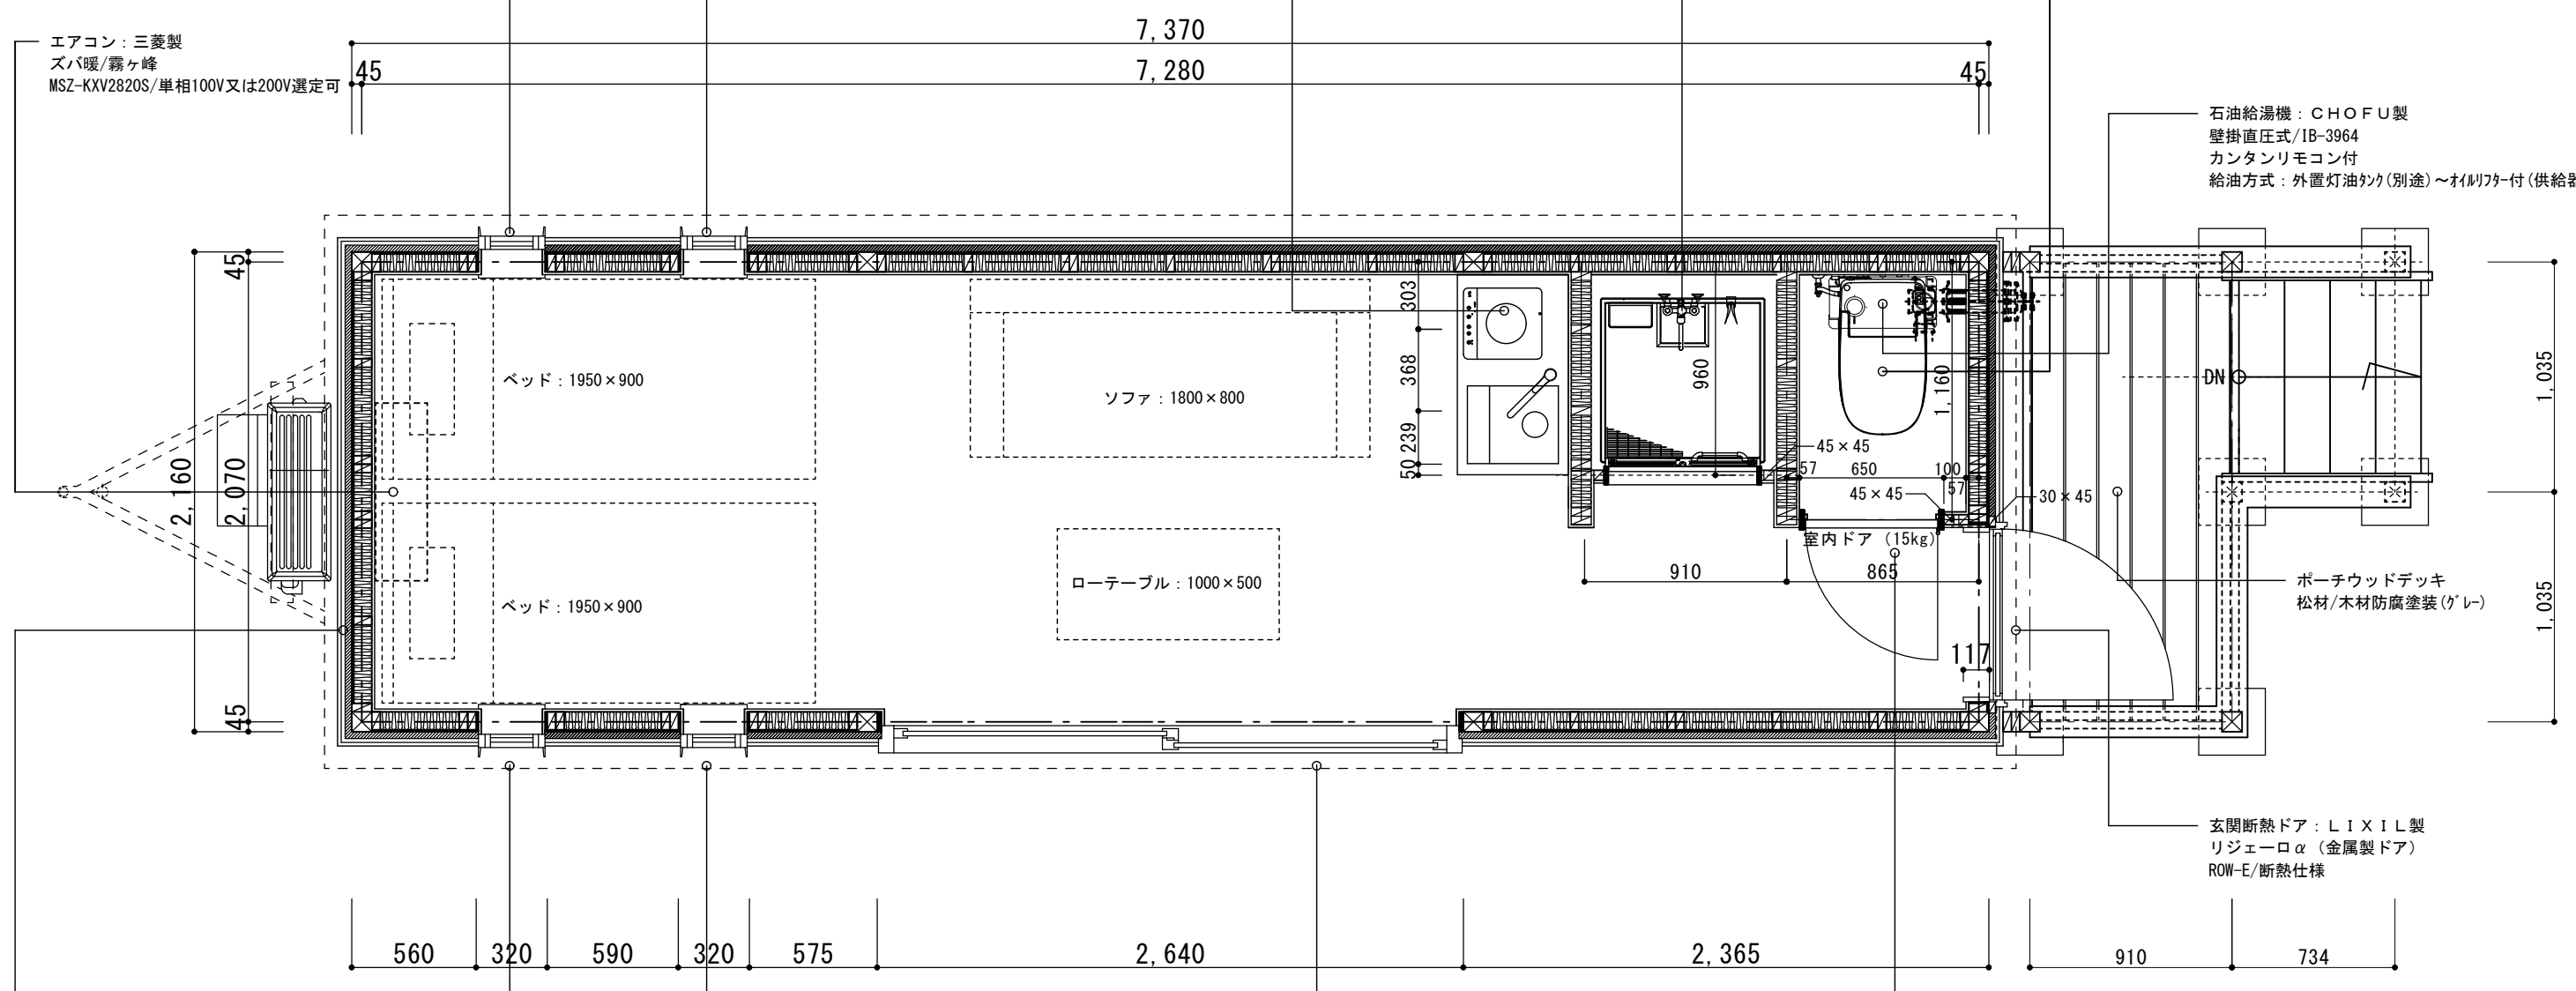 7,370
エアコン：三菱製
ズバ暖/霧ヶ峰
MSZ-KXV2820S/単相100V又は200V選定可
45
7,280
45
石油給湯機：ＣＨＯＦＵ製
壁掛直圧式/IB-3964
カンタンリモコン付
給油方式：外置灯油ﾀﾝｸ(別途)～ｵｲﾙﾘﾌﾀｰ付(供給器
45
303
368
239
50
960
1,160
ベッド：1950×900
ソファ：1800×800
DN
1,035
45×45
57
650
100
57
45×45
30×45
2,160
2,070
室内ドア (15kg)
910
865
ローテーブル：1000×500
ベッド：1950×900
ポーチウッドデッキ
松材/木材防腐塗装(ｸﾞﾚｰ)
1,035
117
45
玄関断熱ドア：ＬＩＸＩＬ製
リジェーロα（金属製ドア）
ROW-E/断熱仕様
560
320
590
320
575
2,640
2,365
910
734